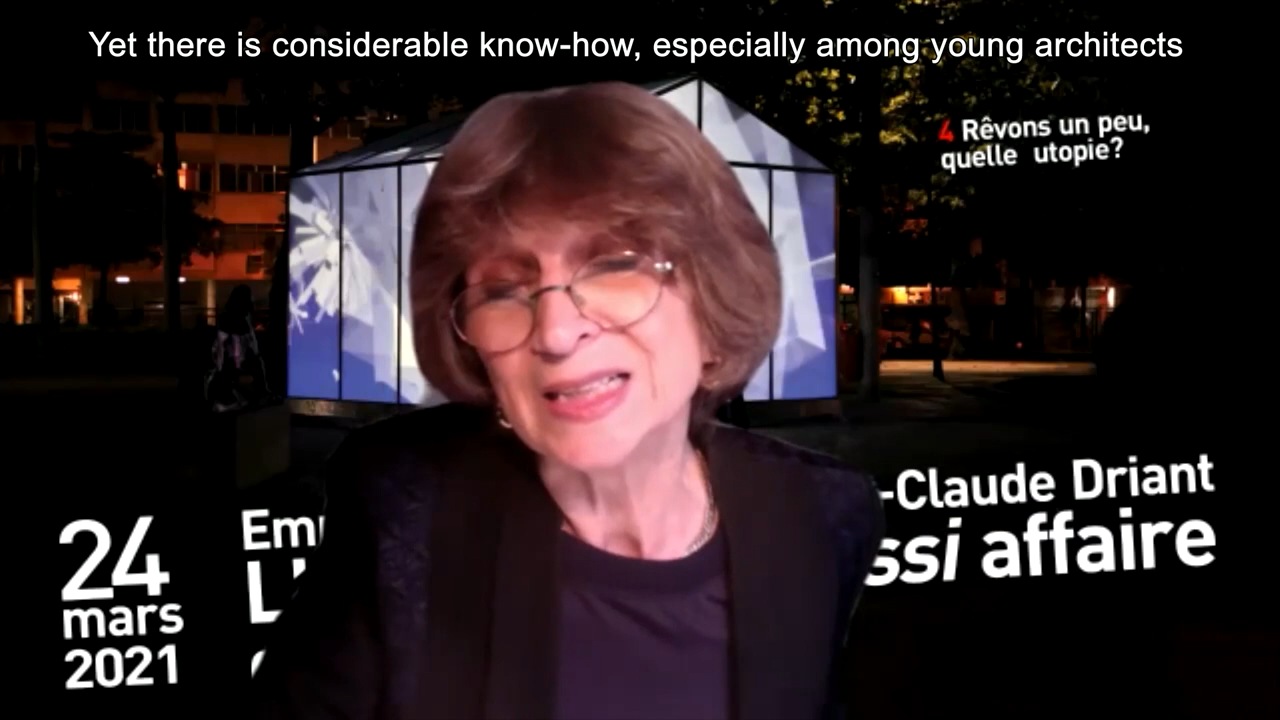 Yet there is considerable know-how, especially among young architects
4 Rêvons un peu,
quelle utopie?
24
mars
2021
-Claude Driant
affaire